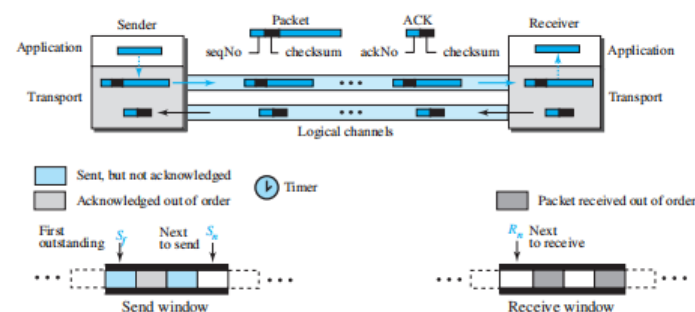 Sender
Packet
ACK
Receiver
Application
seqNo
checksum
ackNo
checksum
Application
Transport
Transport
Logical channels
Sent, but not acknowledged
Acknowledged out of order
Timer
Packet received out of order
First
outstanding
Sf
Next
to send
Sn
Rn
Next
to receive
Send window
Receive window